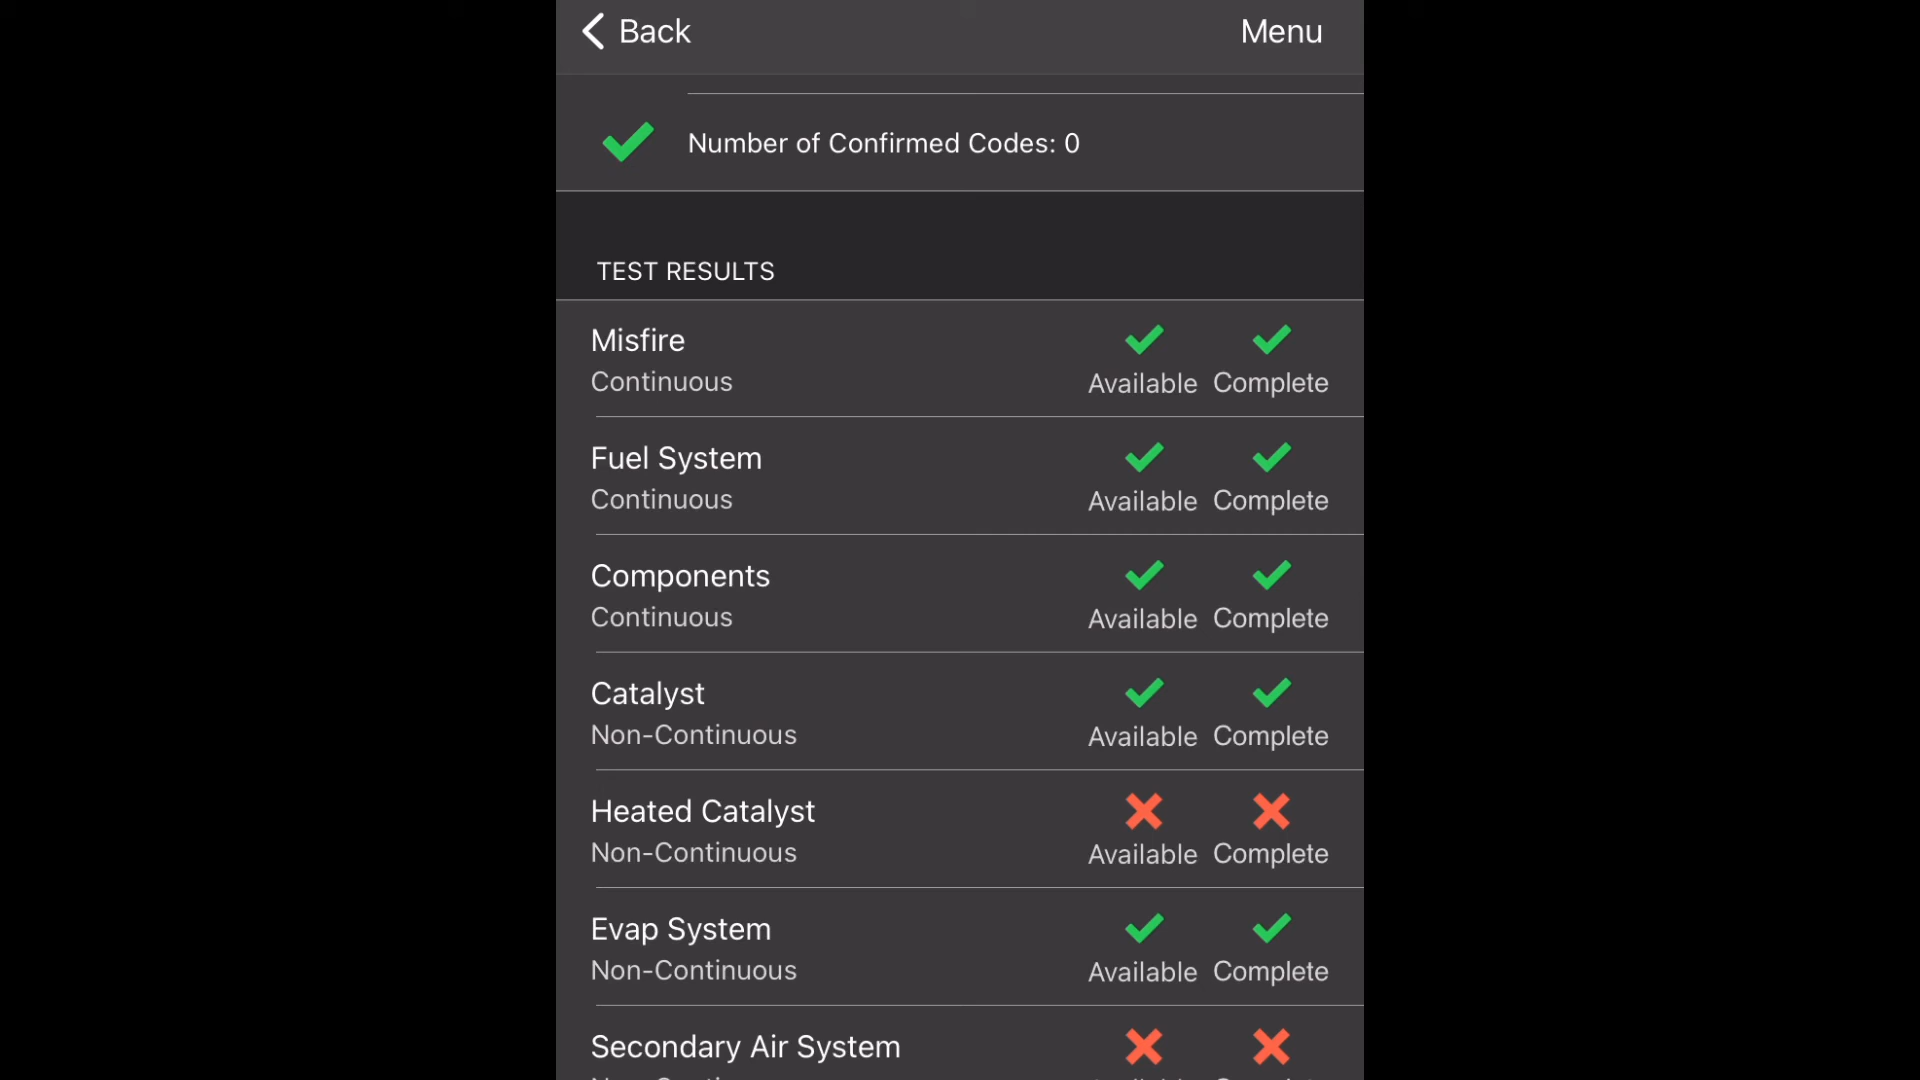 Back Menu
Number of Confirmed Codes: 0
TEST RESULTS
Misfire
Continuous
Available Complete
Fuel System
Continuous
Available Complete
Components
Continuous
Available Complete
Catalyst
Non-Continuous
Available Complete
Heated Catalyst
Non-Continuous
Available Complete
Evap System
Non-Continuous
Available Complete
Secondary Air System